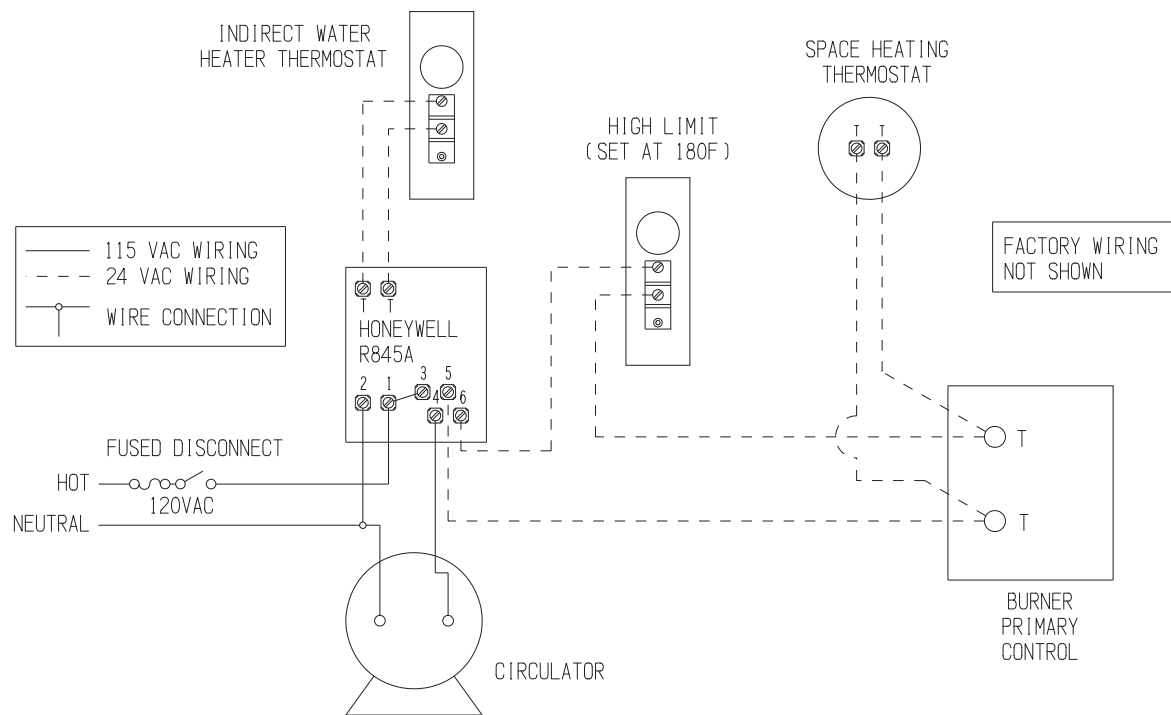 INDIRECT WATER
HEATER THERMOSTAT
SPACE HEATING
THERMOSTAT
T T
HIGH LIMIT
(SET AT 180F)
115 VAC WIRING
24 VAC WIRING
WIRE CONNECTION
FACTORY WIRING
NOT SHOWN
T T
HONEYWELL
R845A
2 1 3 5
4 6
FUSED DISCONNECT
HOT
120VAC
NEUTRAL
T
T
BURNER
PRIMARY
CONTROL
CIRCULATOR